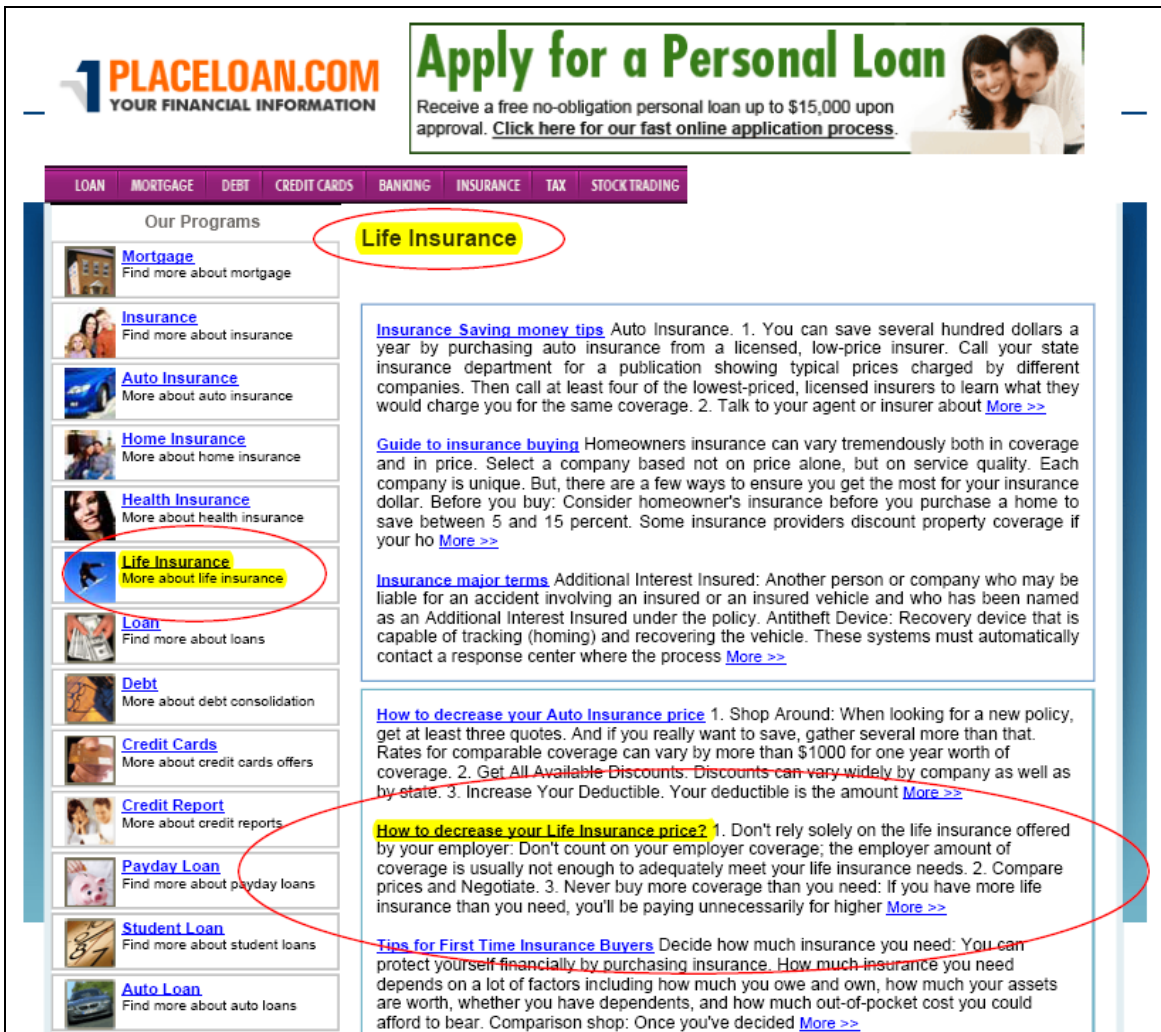 1PLACELOAN.COM
YOUR FINANCIAL INFORMATION
Apply for a Personal Loan
Receive a free no-obligation personal loan up to $15,000 upon
approval. Click here for our fast online application process.
LOAN MORTGAGE DEBT CREDIT CARDS BANKING INSURANCE TAX STOCK TRADING
Our Programs
Mortgage
Find more about mortgage
Insurance
Find more about insurance
Auto Insurance
More about auto insurance
Home Insurance
More about home insurance
Health Insurance
More about health insurance
Life Insurance
More about life insurance
Loan
Find more about loans
Debt
More about debt consolidation
Credit Cards
More about credit cards offers
Credit Report
More about credit reports
Payday Loan
Find more about payday loans
Student Loan
Find more about student loans
Auto Loan
Find more about auto loans
Life Insurance
Insurance Saving money tips Auto Insurance. 1. You can save several hundred dollars a
year by purchasing auto insurance from a licensed, low-price insurer. Call your state
insurance department for a publication showing typical prices charged by different
companies. Then call at least four of the lowest-priced, licensed insurers to learn what they
would charge you for the same coverage. 2. Talk to your agent or insurer about More >>
Guide to insurance buying Homeowners insurance can vary tremendously both in coverage
and in price. Select a company based not on price alone, but on service quality. Each
company is unique. But, there are a few ways to ensure you get the most for your insurance
dollar. Before you buy: Consider homeowner's insurance before you purchase a home to
save between 5 and 15 percent. Some insurance providers discount property coverage if
your ho More >>
Insurance major terms Additional Interest Insured: Another person or company who may be
liable for an accident involving an insured or an insured vehicle and who has been named
as an Additional Interest Insured under the policy. Antitheft Device: Recovery device that is
capable of tracking (homing) and recovering the vehicle. These systems must automatically
contact a response center where the process More >>
How to decrease your Auto Insurance price 1. Shop Around: When looking for a new policy,
get at least three quotes. And if you really want to save, gather several more than that.
Rates for comparable coverage can vary by more than $1000 for one year worth of
coverage. 2. Get All Available Discounts: Discounts can vary widely by company as well as
by state. 3. Increase Your Deductible. Your deductible is the amount More >>
How to decrease your Life Insurance price? 1. Don't rely solely on the life insurance offered
by your employer: Don't count on your employer coverage; the employer amount of
coverage is usually not enough to adequately meet your life insurance needs. 2. Compare
prices and Negotiate. 3. Never buy more coverage than you need: If you have more life
insurance than you need, you'll be paying unnecessarily for higher More >>
Tips for First Time Insurance Buyers Decide how much insurance you need: You can
protect yourself financially by purchasing insurance. How much insurance you need
depends on a lot of factors including how much you owe and own, how much your assets
are worth, whether you have dependents, and how much out-of-pocket cost you could
afford to bear. Comparison shop: Once you've decided More >>